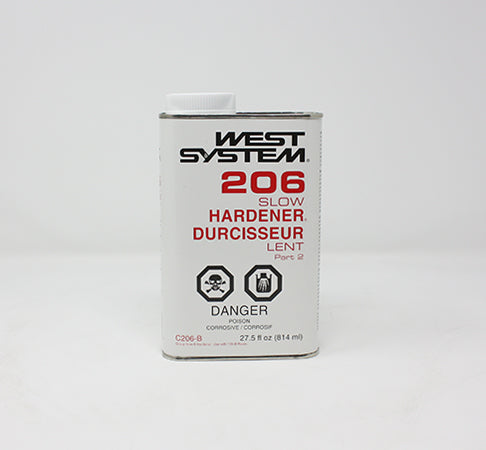 WEST
SYSTEM®
206
SLOW
HARDENER
DURCISSEUR
LENT
Part 2
DANGER
POISON
CORROSIVE / CORROSIF
C206-B
27.5 fl oz (814 ml)